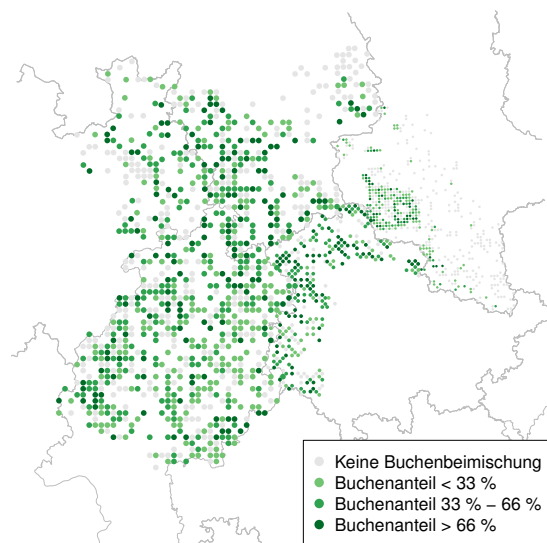 Keine Buchenbeimischung
Buchenanteil < 33 %
Buchenanteil 33 % − 66 %
Buchenanteil > 66 %